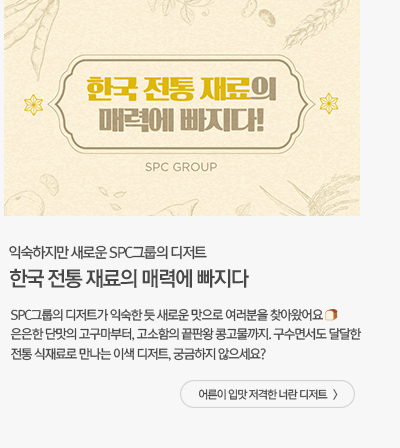 한국 전통 재료의
매력에 빠지다!
SPC GROUP
익숙하지만 새로운 SPC그룹의 디저트
한국 전통 재료의 매력에 빠지다
SPC그룹의 디저트가 익숙한 듯 새로운 맛으로 여러분을 찾아왔어요 🍞
은은한 단맛의 고구마부터, 고소함의 끝판왕 콩고물까지. 구수면서도 달달한
전통 식재료로 만나는 이색 디저트, 궁금하지 않으세요?
어른이 입맛 저격한 너란 디저트 〉